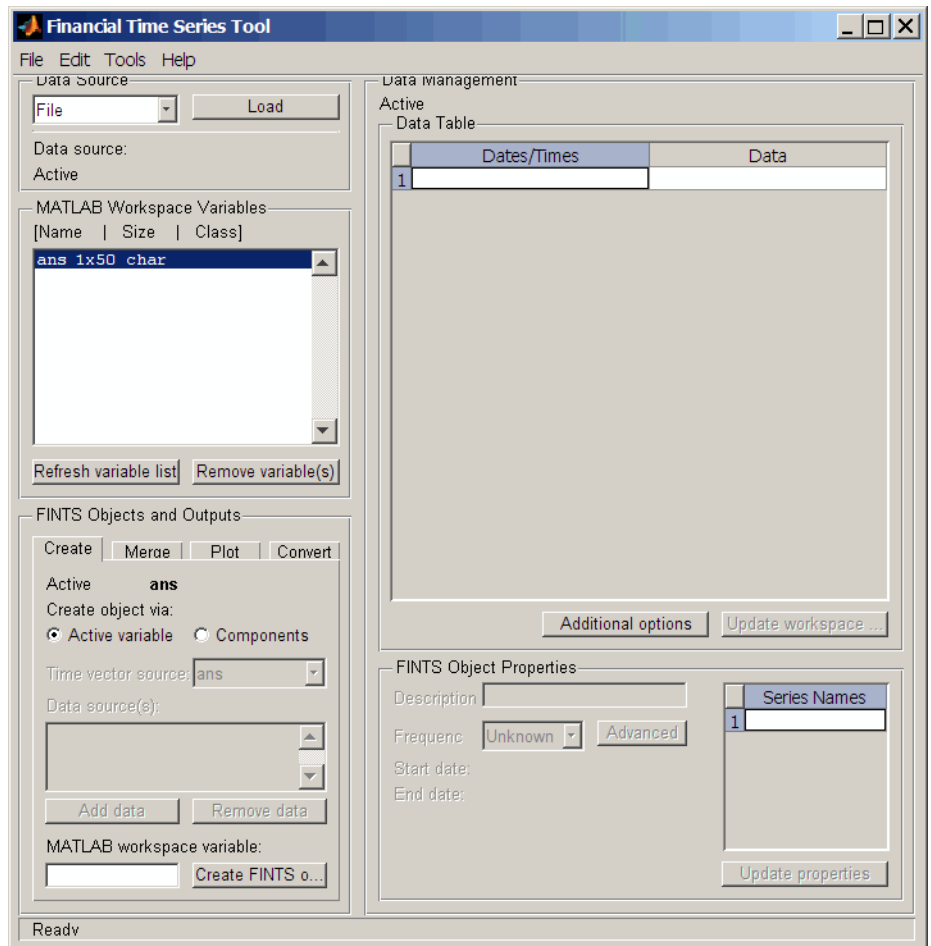 Financial Time Series Tool
File Edit Tools Help
Data Source
File
Load
Data source:
Active
MATLAB Workspace Variables
[Name | Size | Class]
ans 1x50 char
Refresh variable list
Remove variable(s)
FINTS Objects and Outputs
Create
Merge
Plot
Convert
Active ans
Create object via:
Active variable
Components
Time vector source: ans
Data source(s):
Add data
Remove data
MATLAB workspace variable:
Create FINTS o...
Data Management
Active
Data Table
Dates/Times
Data
1
Additional options
Update workspace ...
FINTS Object Properties
Description
Frequenc
Unknown
Advanced
Start date:
End date:
Series Names
1
Update properties
Ready